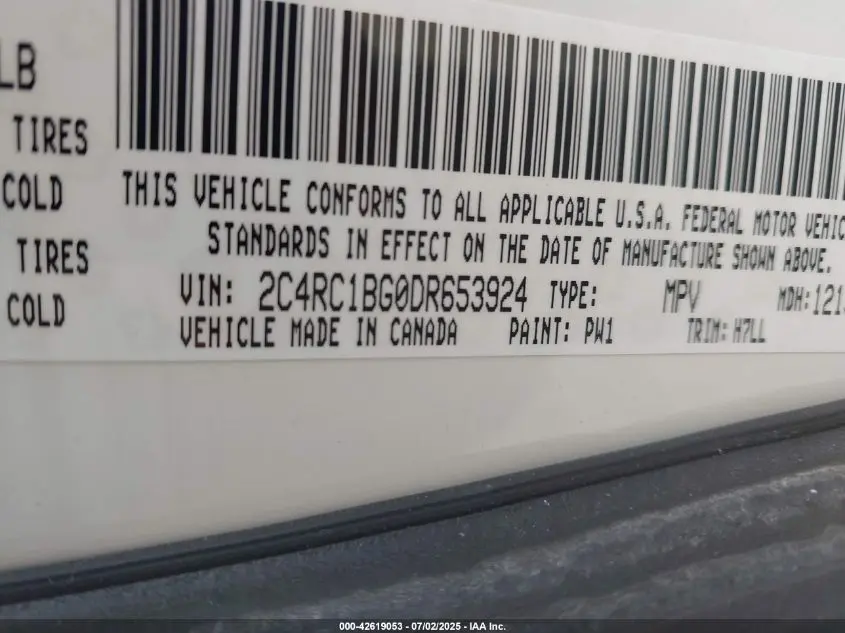 LB
TIRES
COLD
TIRES
COLD
THIS VEHICLE CONFORMS TO ALL APPLICABLE U.S.A. FEDERAL MOTOR VEHIC
STANDARDS IN EFFECT ON THE DATE OF MANUFACTURE SHOWN ABOVE.
VIN: 2C4RC1BG0DR653924 TYPE: MPV MDH: 121
VEHICLE MADE IN CANADA PAINT: PW1 TRIM: H7LL
000-42619053 - 07/02/2025 - IAA Inc.